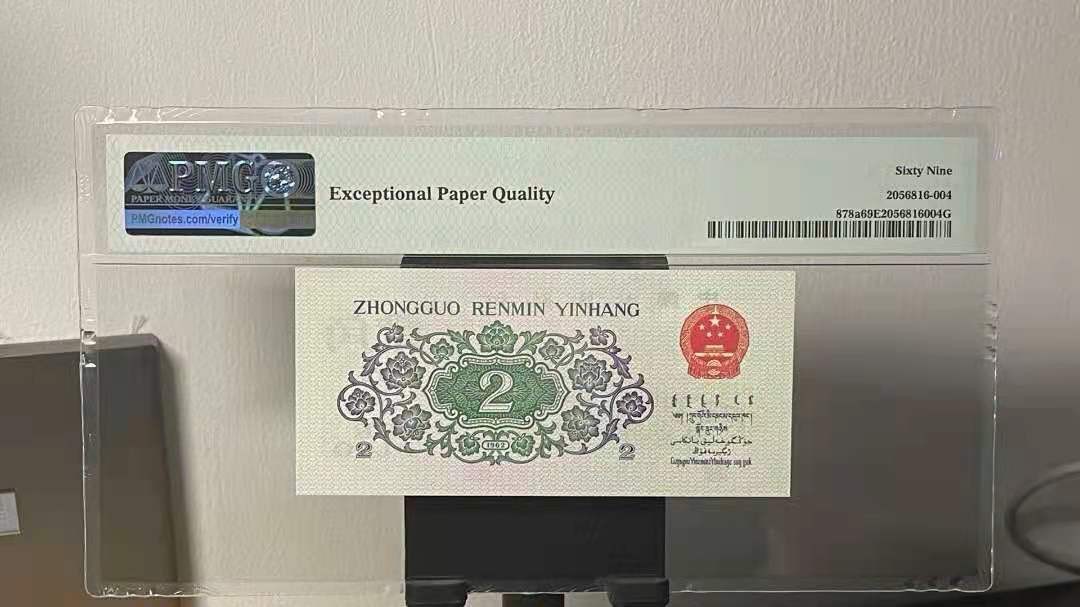 PMG
PAPER MONEY GUARANTY
PMGnotes.com/verify
Exceptional Paper Quality
Sixty Nine
2056816-004
878a69E2056816004G
ZHONGGUO RENMIN YINHANG
2
1962
2
2